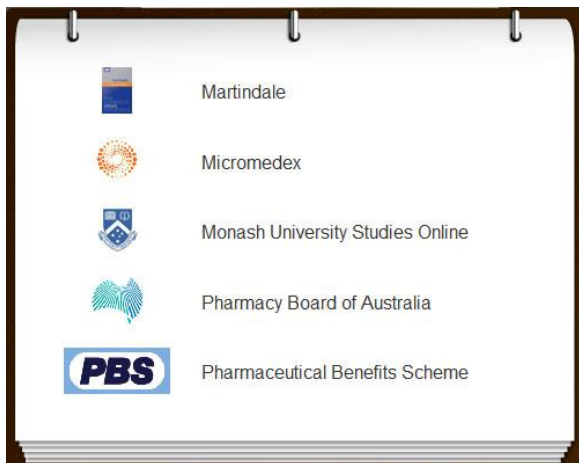 Martindale
Micromedex
Monash University Studies Online
Pharmacy Board of Australia
PBS Pharmaceutical Benefits Scheme